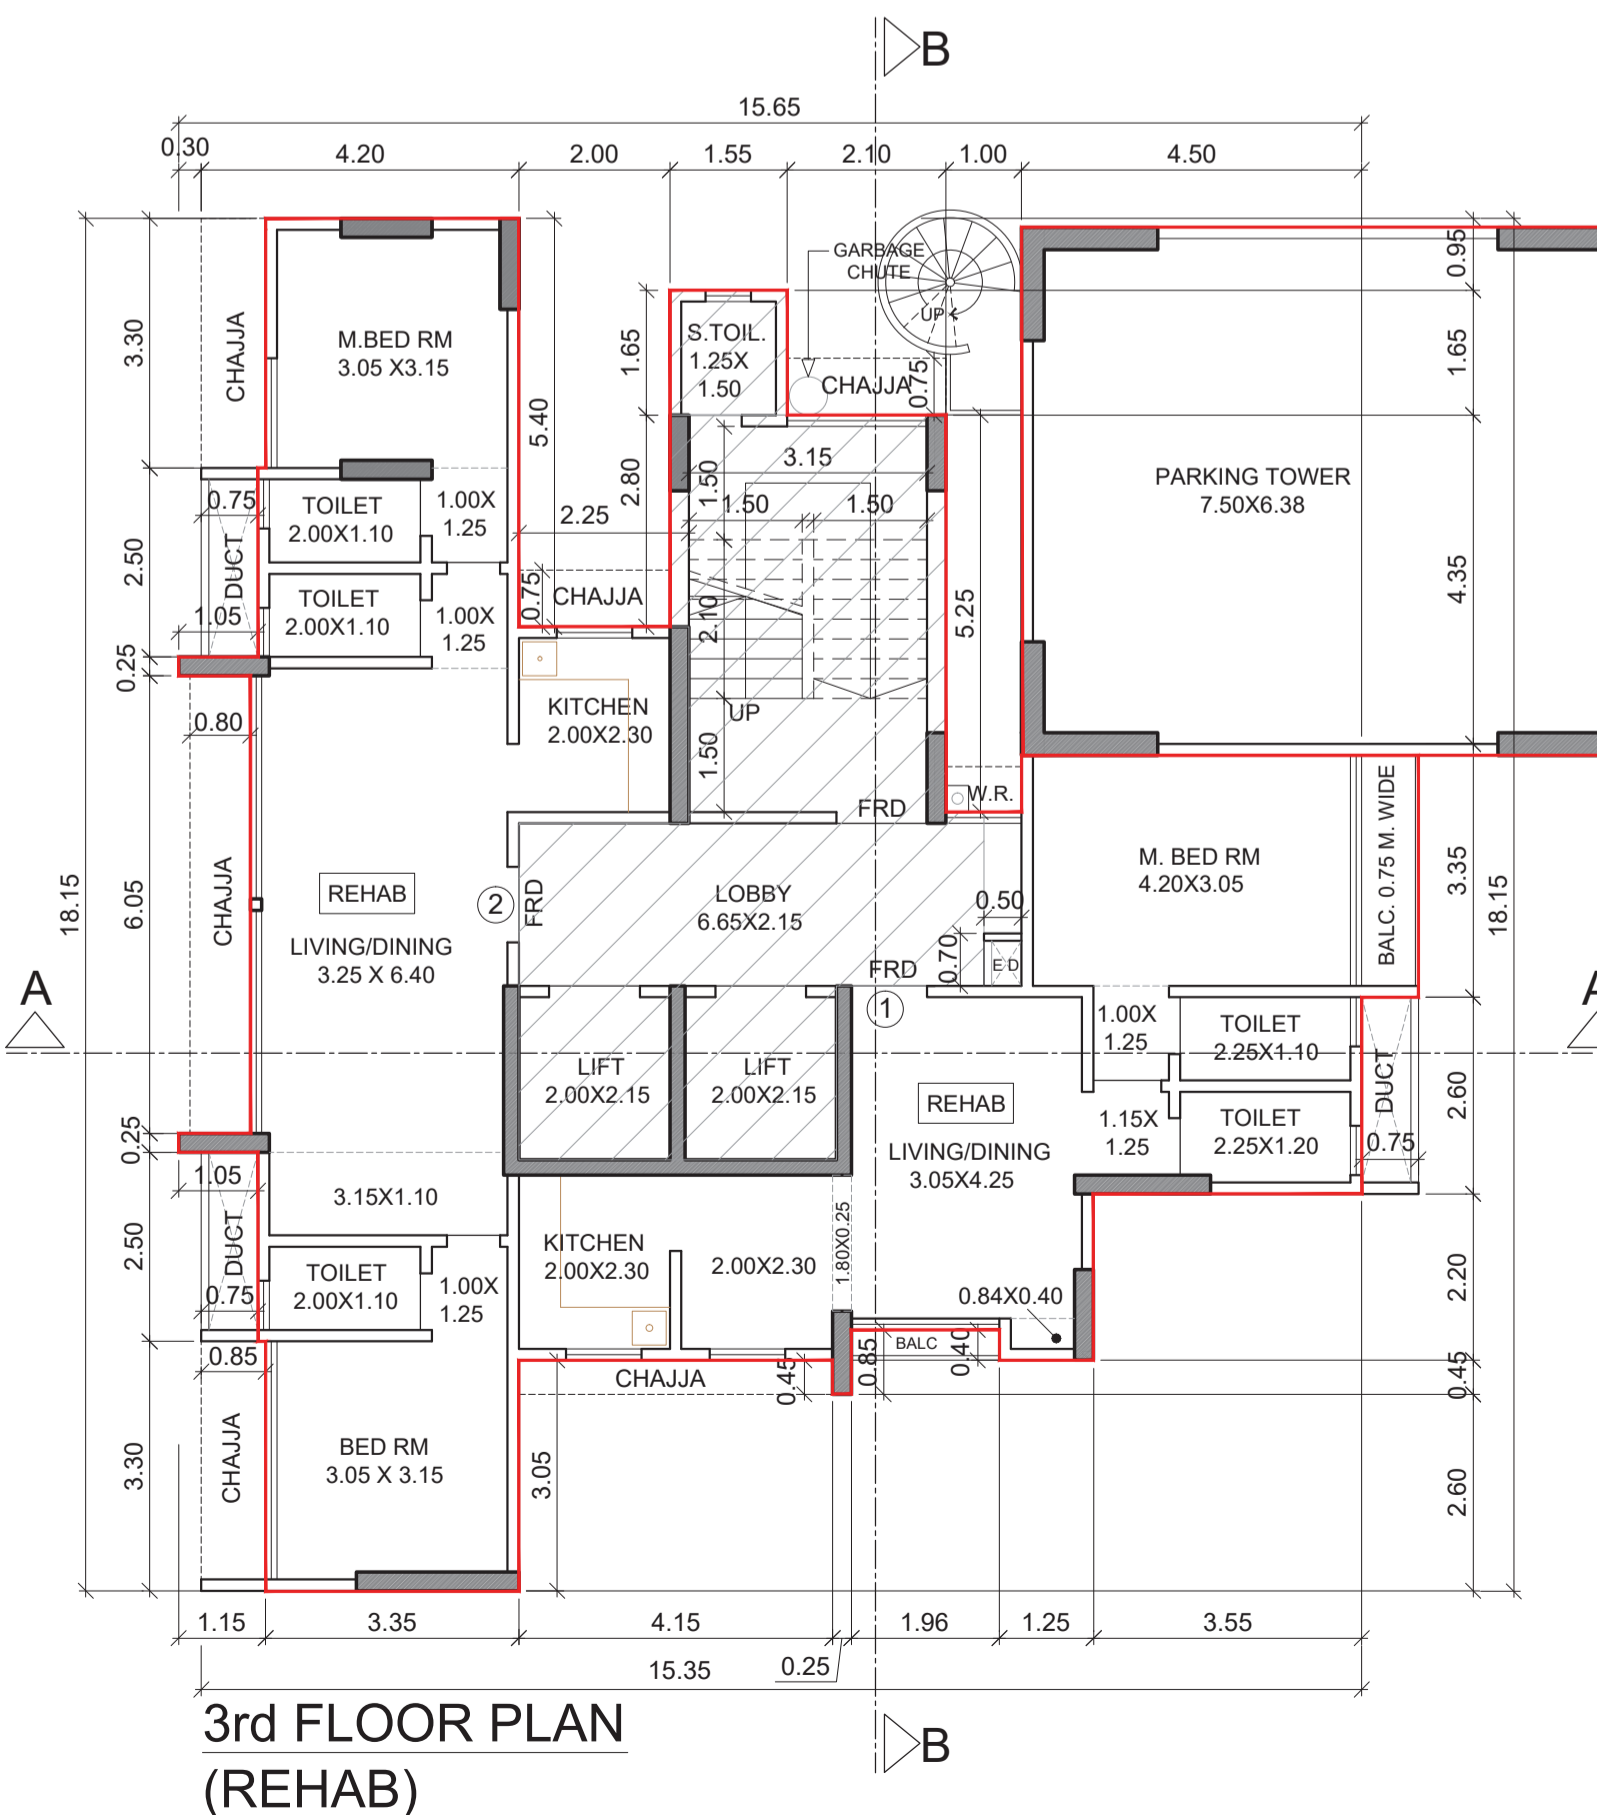 B
15.65
0.30
4.20
2.00
1.55
2.10
1.00
4.50
GARBAGE
CHUTE
UP
0.95
CHAJJA
3.30
M.BED RM
3.05 X3.15
5.40
1.65
S.TOIL.
1.25X
1.50
CHAJJA
0.75
1.65
2.80
1.50
3.15
1.50
1.50
PARKING TOWER
7.50X6.38
0.75
TOILET
2.00X1.10
1.00X
1.25
2.25
2.50
DUCT
TOILET
2.00X1.10
1.00X
1.25
0.75
CHAJJA
2.10
5.25
4.35
1.05
0.25
0.80
KITCHEN
2.00X2.30
UP
1.50
W.R.
FRD
BALC. 0.75 M. WIDE
18.15
6.05
CHAJJA
REHAB
2
FRD
LOBBY
6.65X2.15
0.50
M. BED RM
4.20X3.05
3.35
18.15
LIVING/DINING
3.25 X 6.40
0.70
E D
FRD
1
A
A
1.00X
1.25
TOILET
2.25X1.10
LIFT
2.00X2.15
LIFT
2.00X2.15
DUCT
2.60
REHAB
1.15X
1.25
TOILET
2.25X1.20
0.75
LIVING/DINING
3.05X4.25
0.25
1.05
3.15X1.10
2.50
DUCT
0.75
TOILET
2.00X1.10
1.00X
1.25
KITCHEN
2.00X2.30
2.00X2.30
1.80X0.25
0.84X0.40
2.20
0.85
CHAJJA
0.45
0.85
BALC
0.40
0.45
3.30
CHAJJA
BED RM
3.05 X 3.15
3.05
2.60
1.15
3.35
4.15
1.96
1.25
3.55
15.35
0.25
3rd FLOOR PLAN
(REHAB)
B